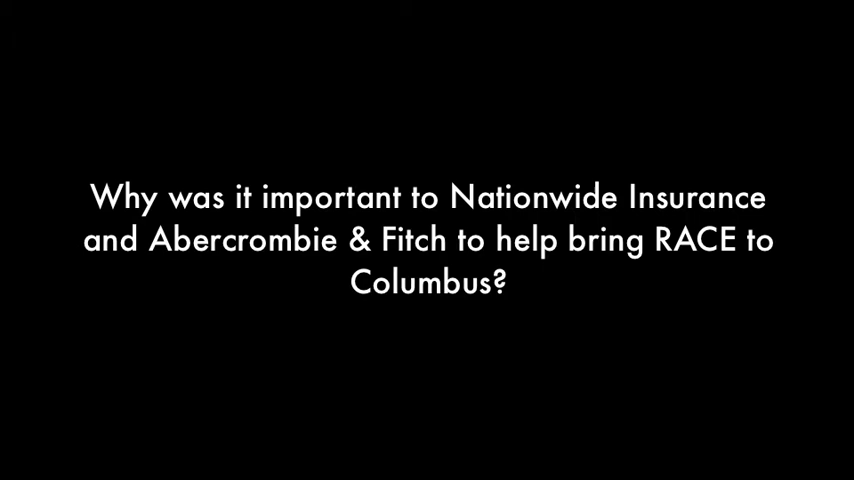 Why was it important to Nationwide Insurance
and Abercrombie & Fitch to help bring RACE to
Columbus?